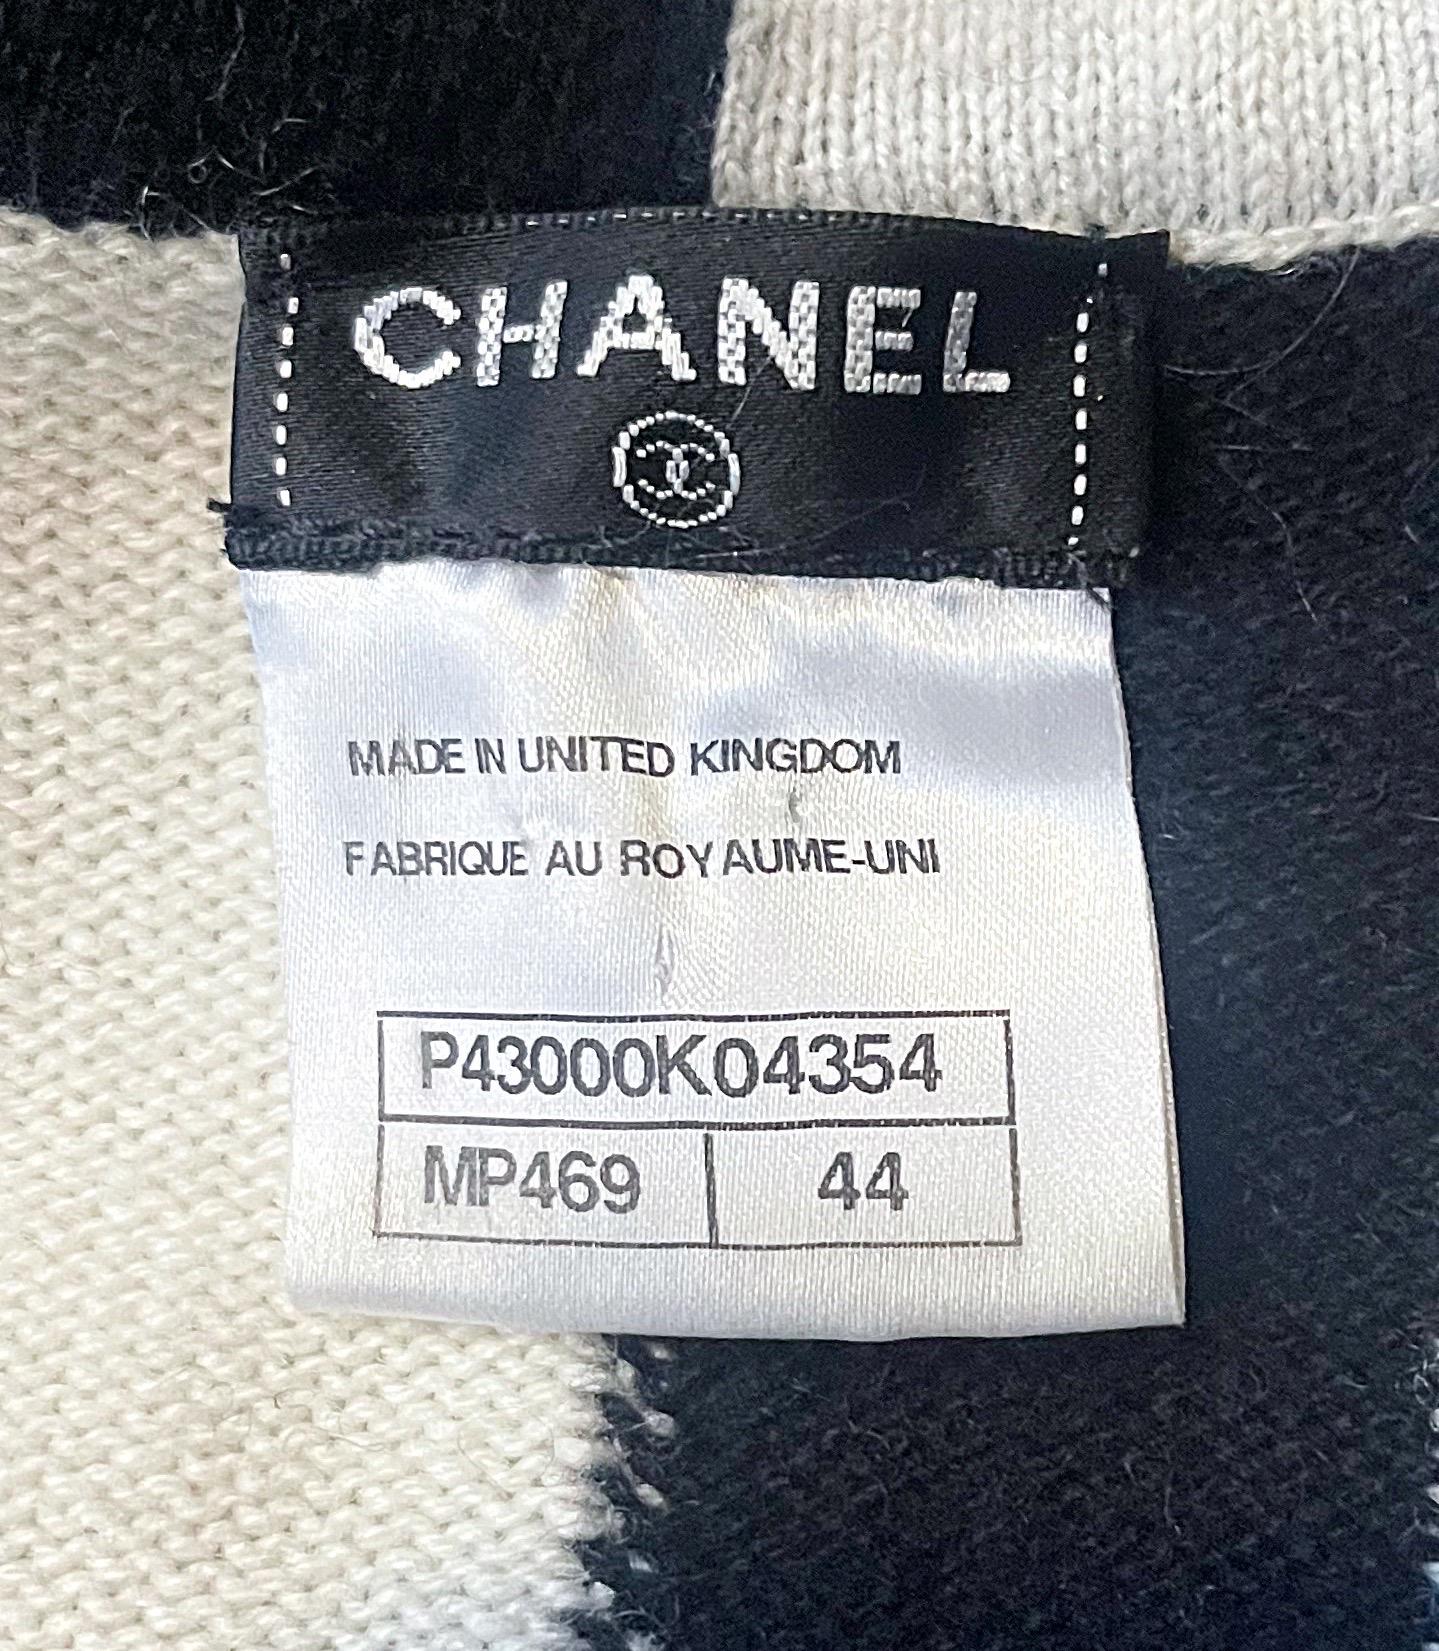 CHANEL
MADE IN UNITED KINGDOM
FABRIQUE AU ROYAUME-UNI
P43000K04354
MP469 44